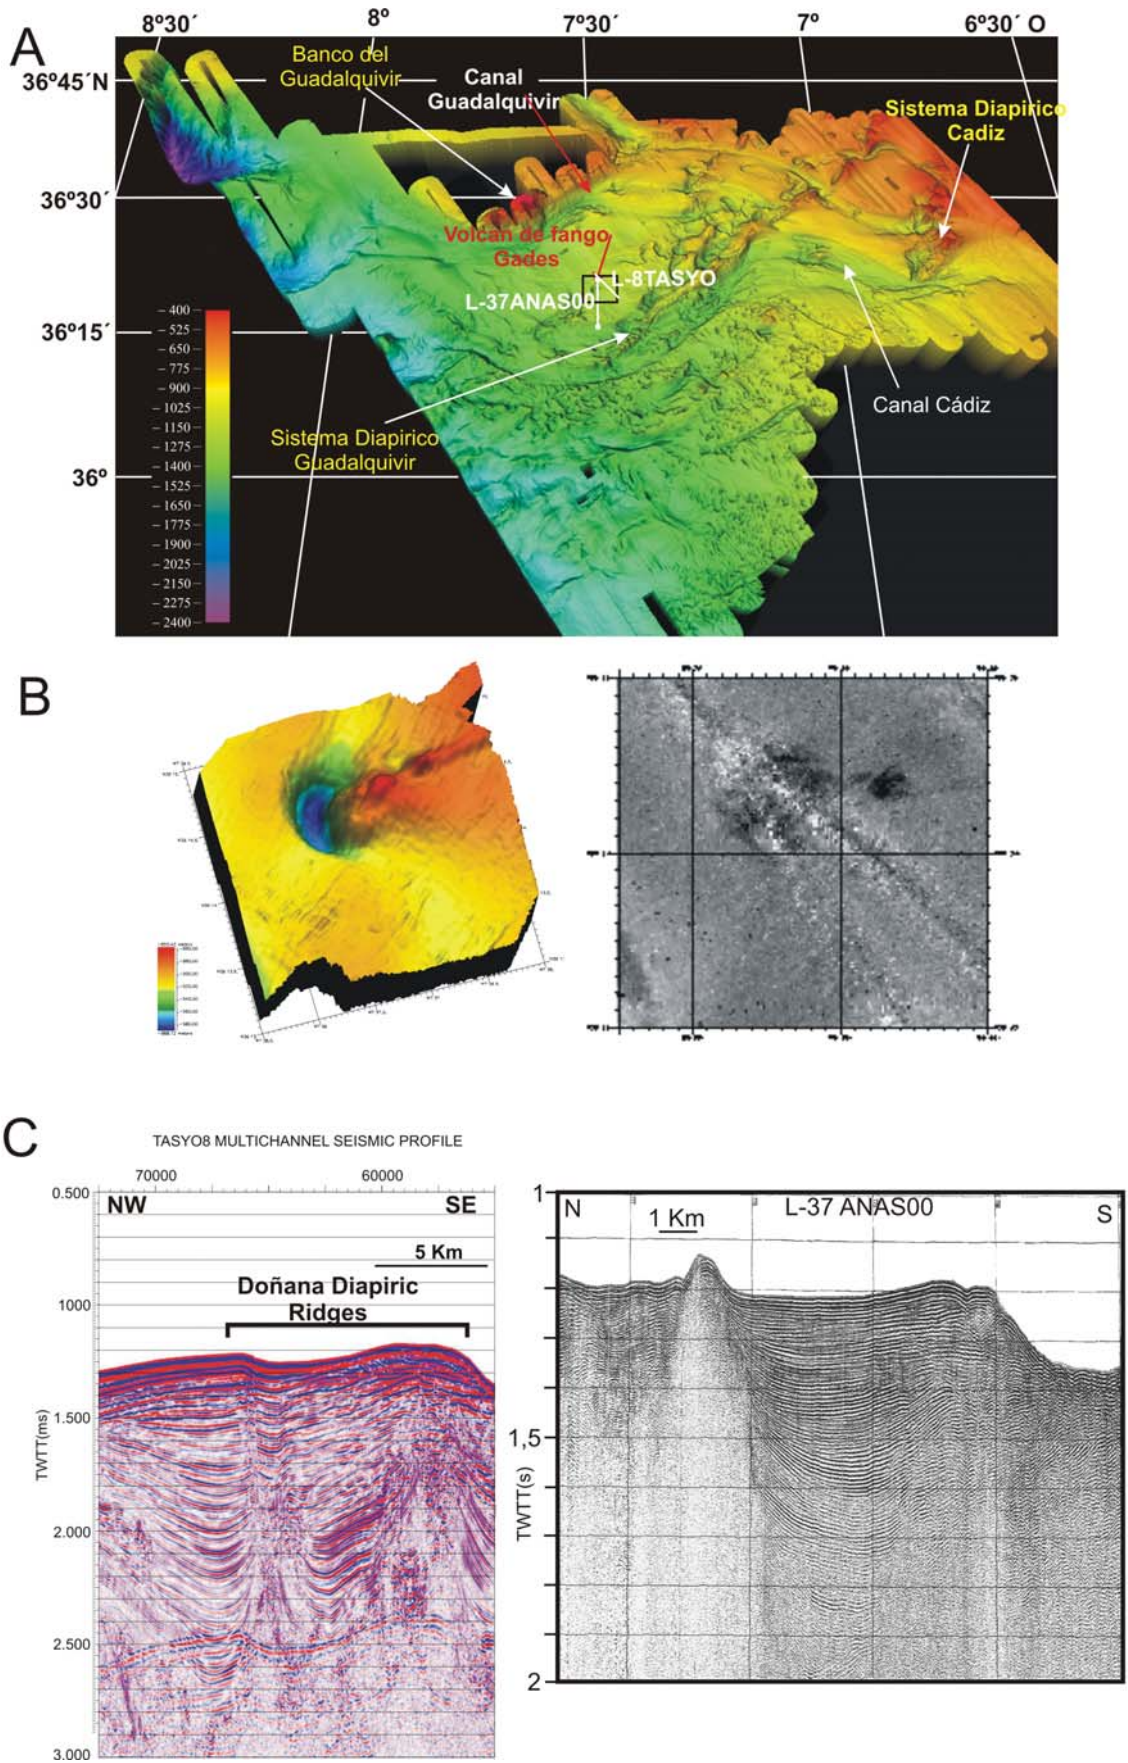 A
8º30´
8º
7º30´
7º
6º30´ O
36º45´N
36º30´
36º15´
36º
Banco del
Guadalquivir
Canal
Guadalquivir
Sistema Diapirico
Cadiz
Volcan de fango
Gades
L-8TASYO
L-37ANAS00
Canal Cádiz
Sistema Diapirico
Guadalquivir
– 400
– 525
– 650
– 775
– 900
– 1025
– 1150
– 1275
– 1400
– 1525
– 1650
– 1775
– 1900
– 2025
– 2150
– 2275
– 2400
B
C
TASYO8 MULTICHANNEL SEISMIC PROFILE
70000
60000
0.500
NW
SE
5 Km
Doñana Diapiric
Ridges
1000
1.500
2.000
2.500
3.000
TWTT(ms)
1
N
1 Km
L-37 ANAS00
S
1,5
2
TWTT(s)